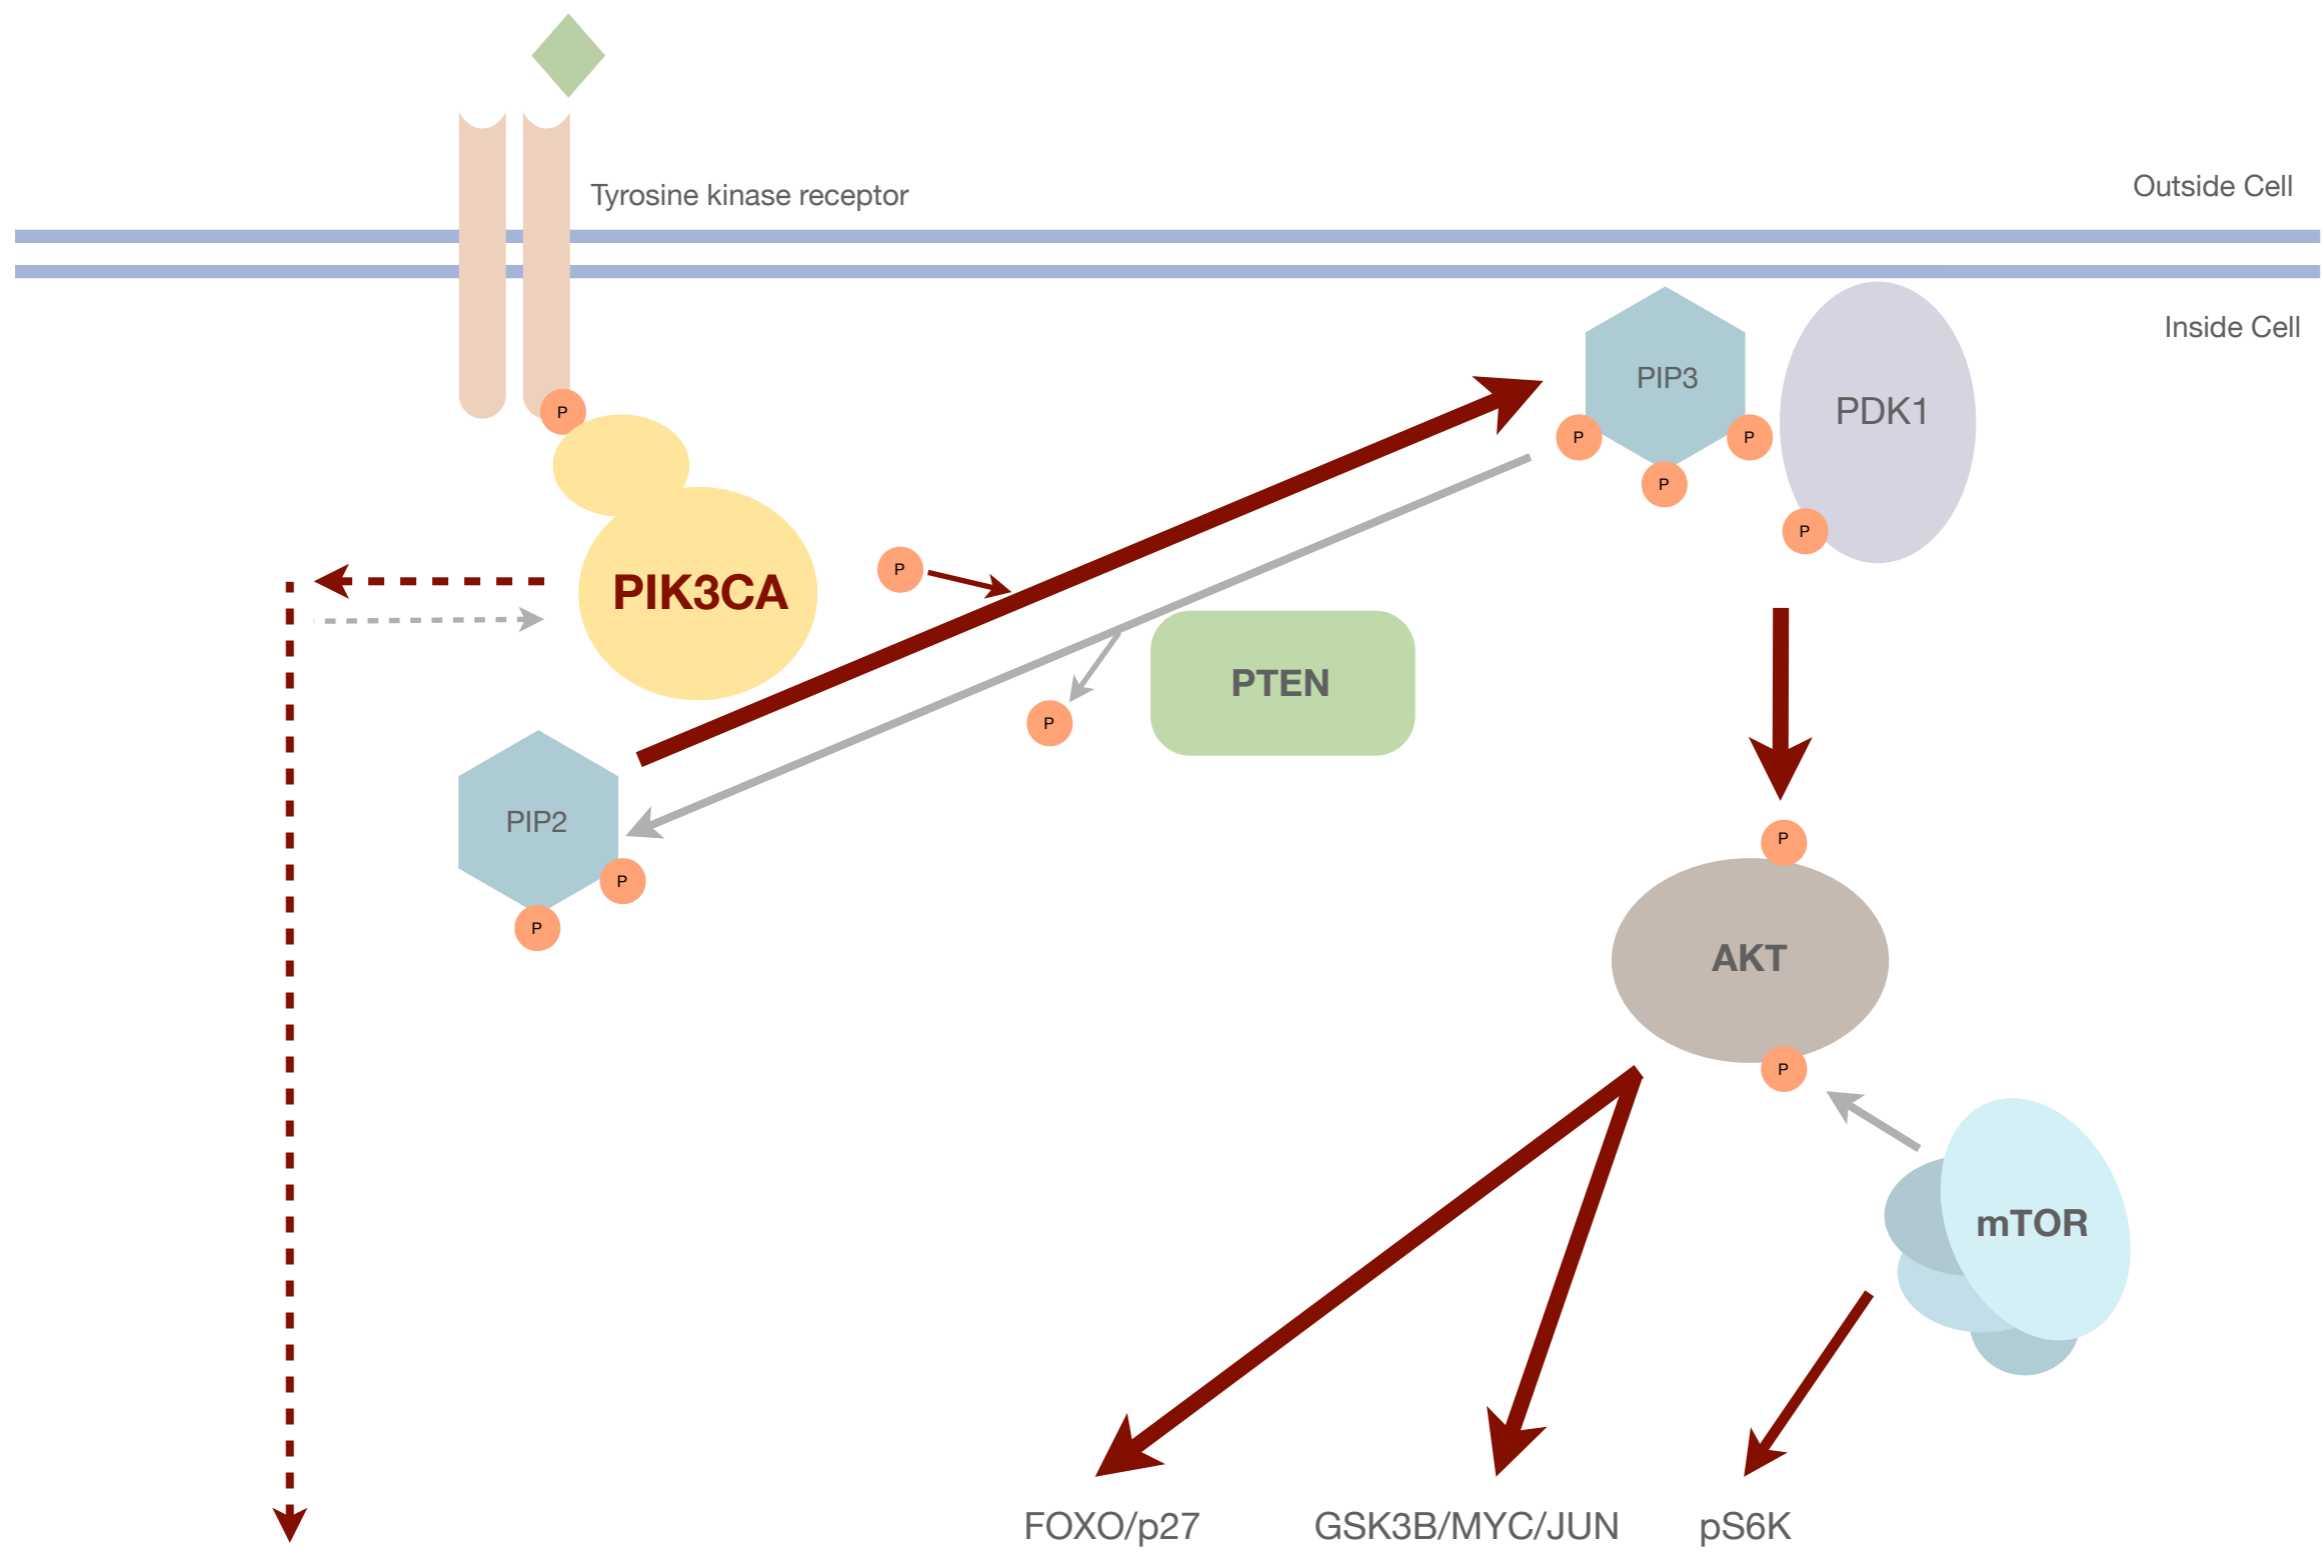 Outside Cell
Tyrosine kinase receptor
Inside Cell
PIP3
PDK1
P
P
P
P
P
P
PIK3CA
P
PTEN
P
PIP2
P
P
P
AKT
P
mTOR
FOXO/p27
GSK3B/MYC/JUN
pS6K